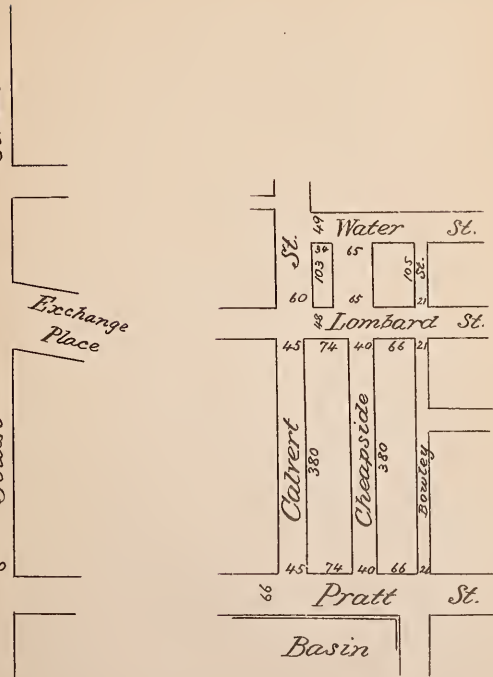 49
Water St.
34
65
103
105
St.
St.
60
65
21
48
Lombard St.
Exchange
Place
45
74
40
66
21
Calvert
380
Cheapside
380
Bowley
45
74
40
66
66
Pratt St.
Basin